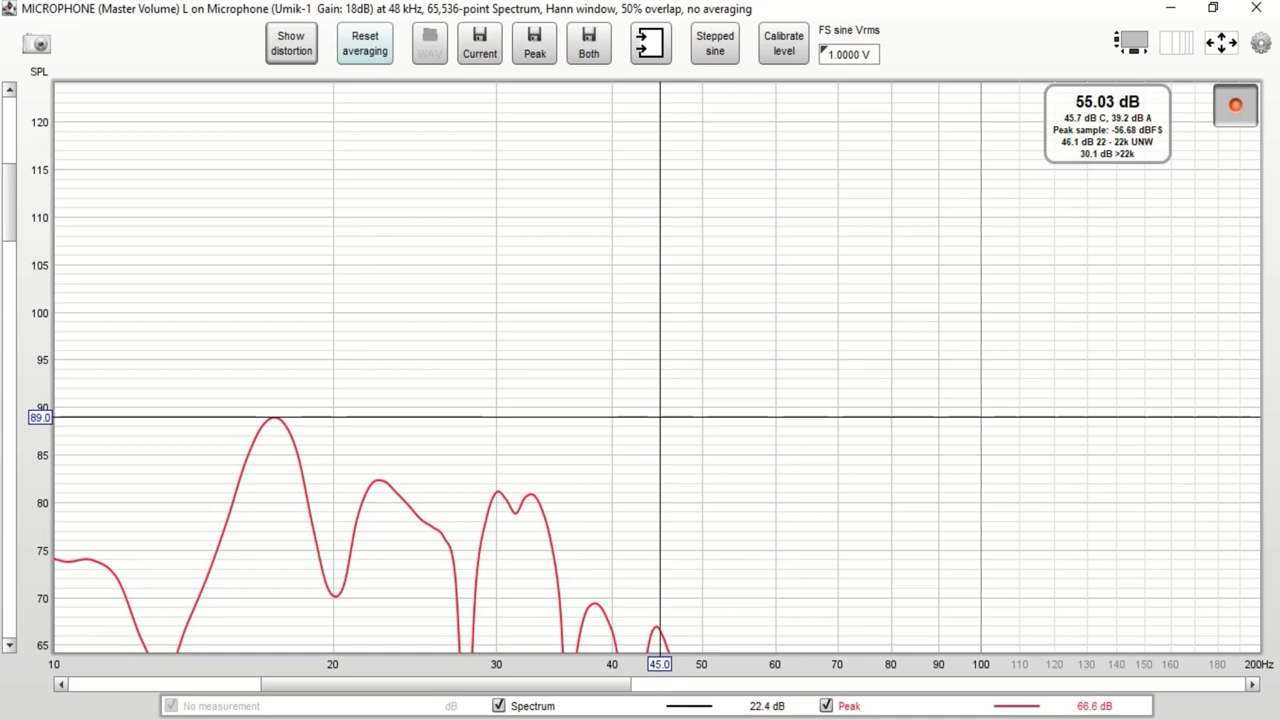 MICROPHONE (Master Volume) L on Microphone (Umik-1 Gain: 18dB) at 48 kHz, 65,536-point Spectrum, Hann window, 50% overlap, no averaging
Show distortion
Reset averaging
WAV
Current
Peak
Both
Stepped sine
Calibrate level
FS sine Vrms
1.0000 V
SPL
55.03 dB
45.7 dB C, 39.2 dB A
Peak sample: -56.68 dBFS
46.1 dB 22 - 22k UNW
30.1 dB >22k
120
115
110
105
100
95
90
89.0
85
80
75
70
65
10 20 30 40 45.0 50 60 70 80 90 100 110 120 130 140 150 160 180 200Hz
No measurement dB Spectrum 22.4 dB Peak 66.6 dB